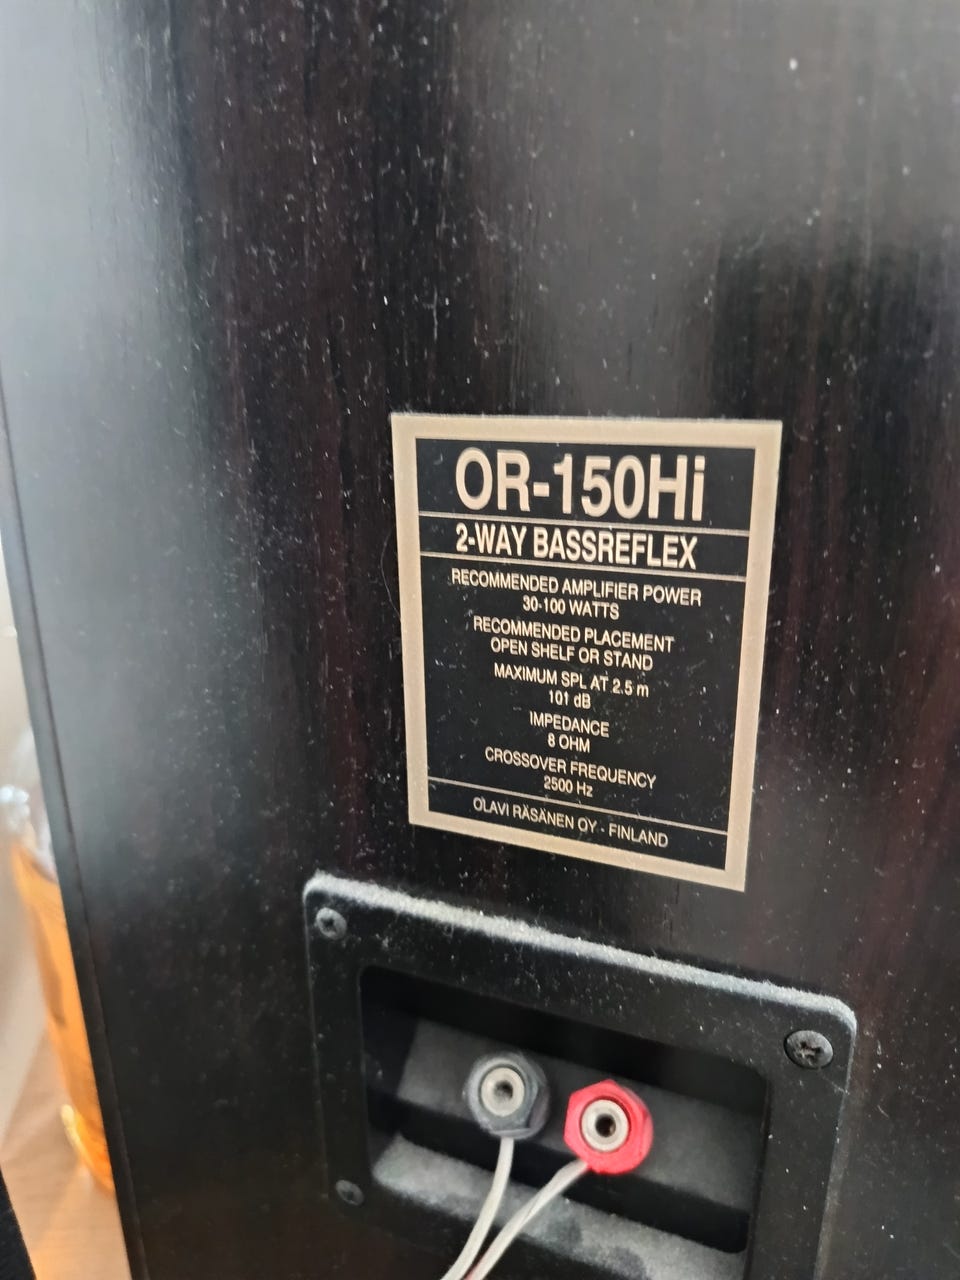 OR-150Hi
2-WAY BASSREFLEX
RECOMMENDED AMPLIFIER POWER
30-100 WATTS
RECOMMENDED PLACEMENT
OPEN SHELF OR STAND
MAXIMUM SPL AT 2.5 m
101 dB
IMPEDANCE
8 OHM
CROSSOVER FREQUENCY
2500 Hz
OLAVI RÄSÄNEN OY - FINLAND